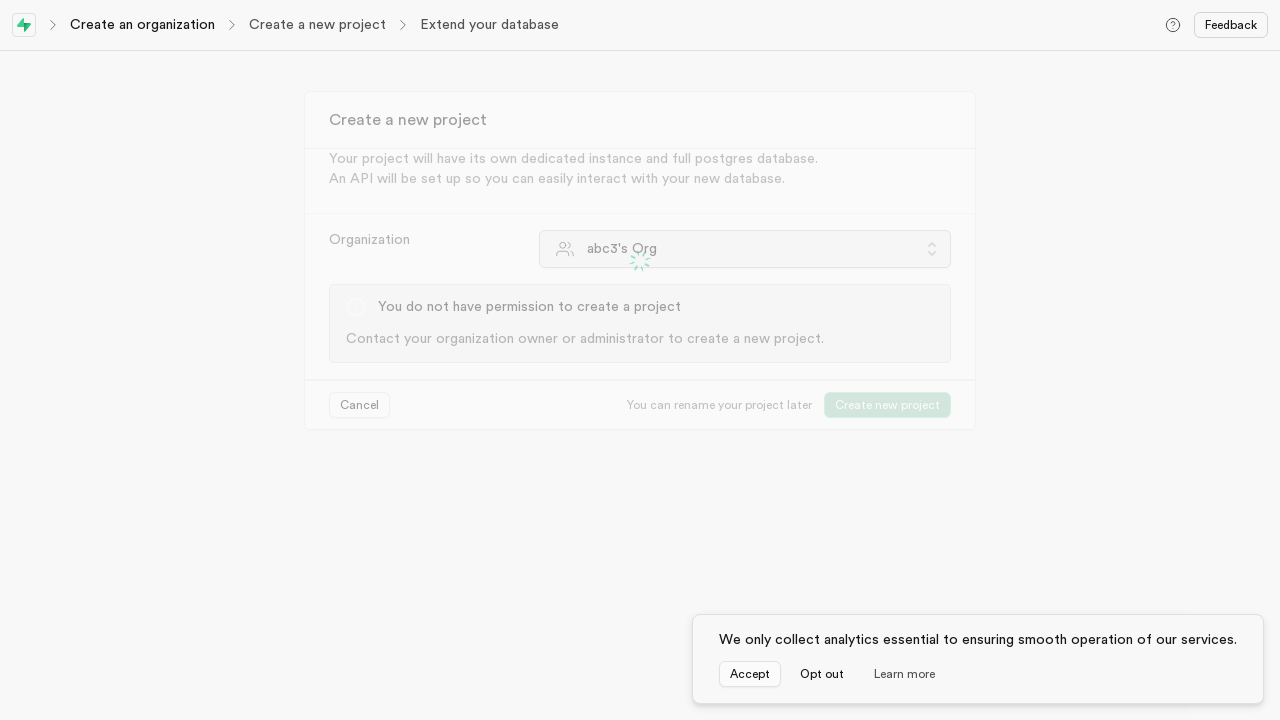 Create an organization
Create a new project
Extend your database
Feedback
Create a new project
Your project will have its own dedicated instance and full postgres database.
An API will be set up so you can easily interact with your new database.
Organization
abc3's Org
You do not have permission to create a project
Contact your organization owner or administrator to create a new project.
Cancel
You can rename your project later
Create new project
We only collect analytics essential to ensuring smooth operation of our services.
Accept
Opt out
Learn more